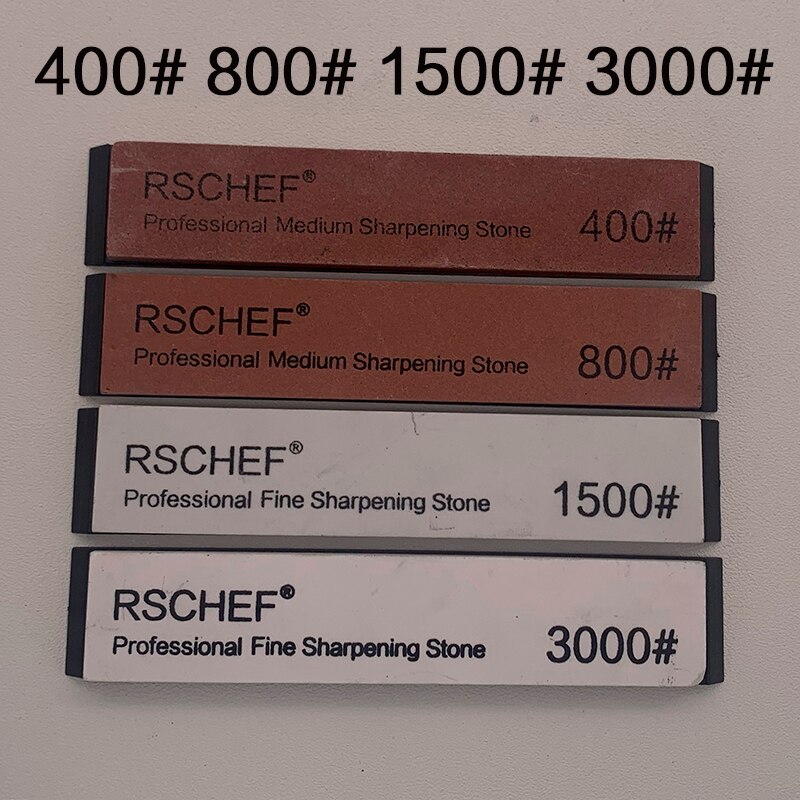 400# 800# 1500# 3000#
RSCHEF®
Professional Medium Sharpening Stone 400#
RSCHEF®
Professional Medium Sharpening Stone 800#
RSCHEF®
Professional Fine Sharpening Stone 1500#
RSCHEF®
Professional Fine Sharpening Stone 3000#